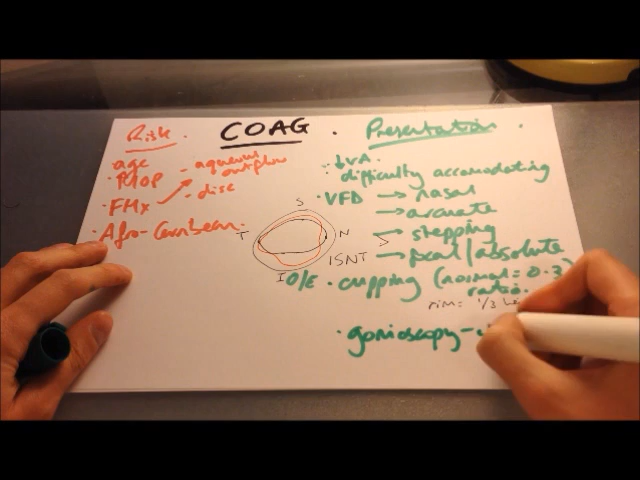 Risk.
COAG.
Presentation.
age
• ↑IOP
- aqueous outflow
- disc
• FHx
• Afro-Carribean.
• ↓VA.
difficulty accomodating
• VFD → nasal
→ arcuate
> stepping
→ focal/absolute
S
T
N
I
ISNT
O/E • cupping (normal = 0.3)
ratio.
rim = 1/3
• gonioscopy -